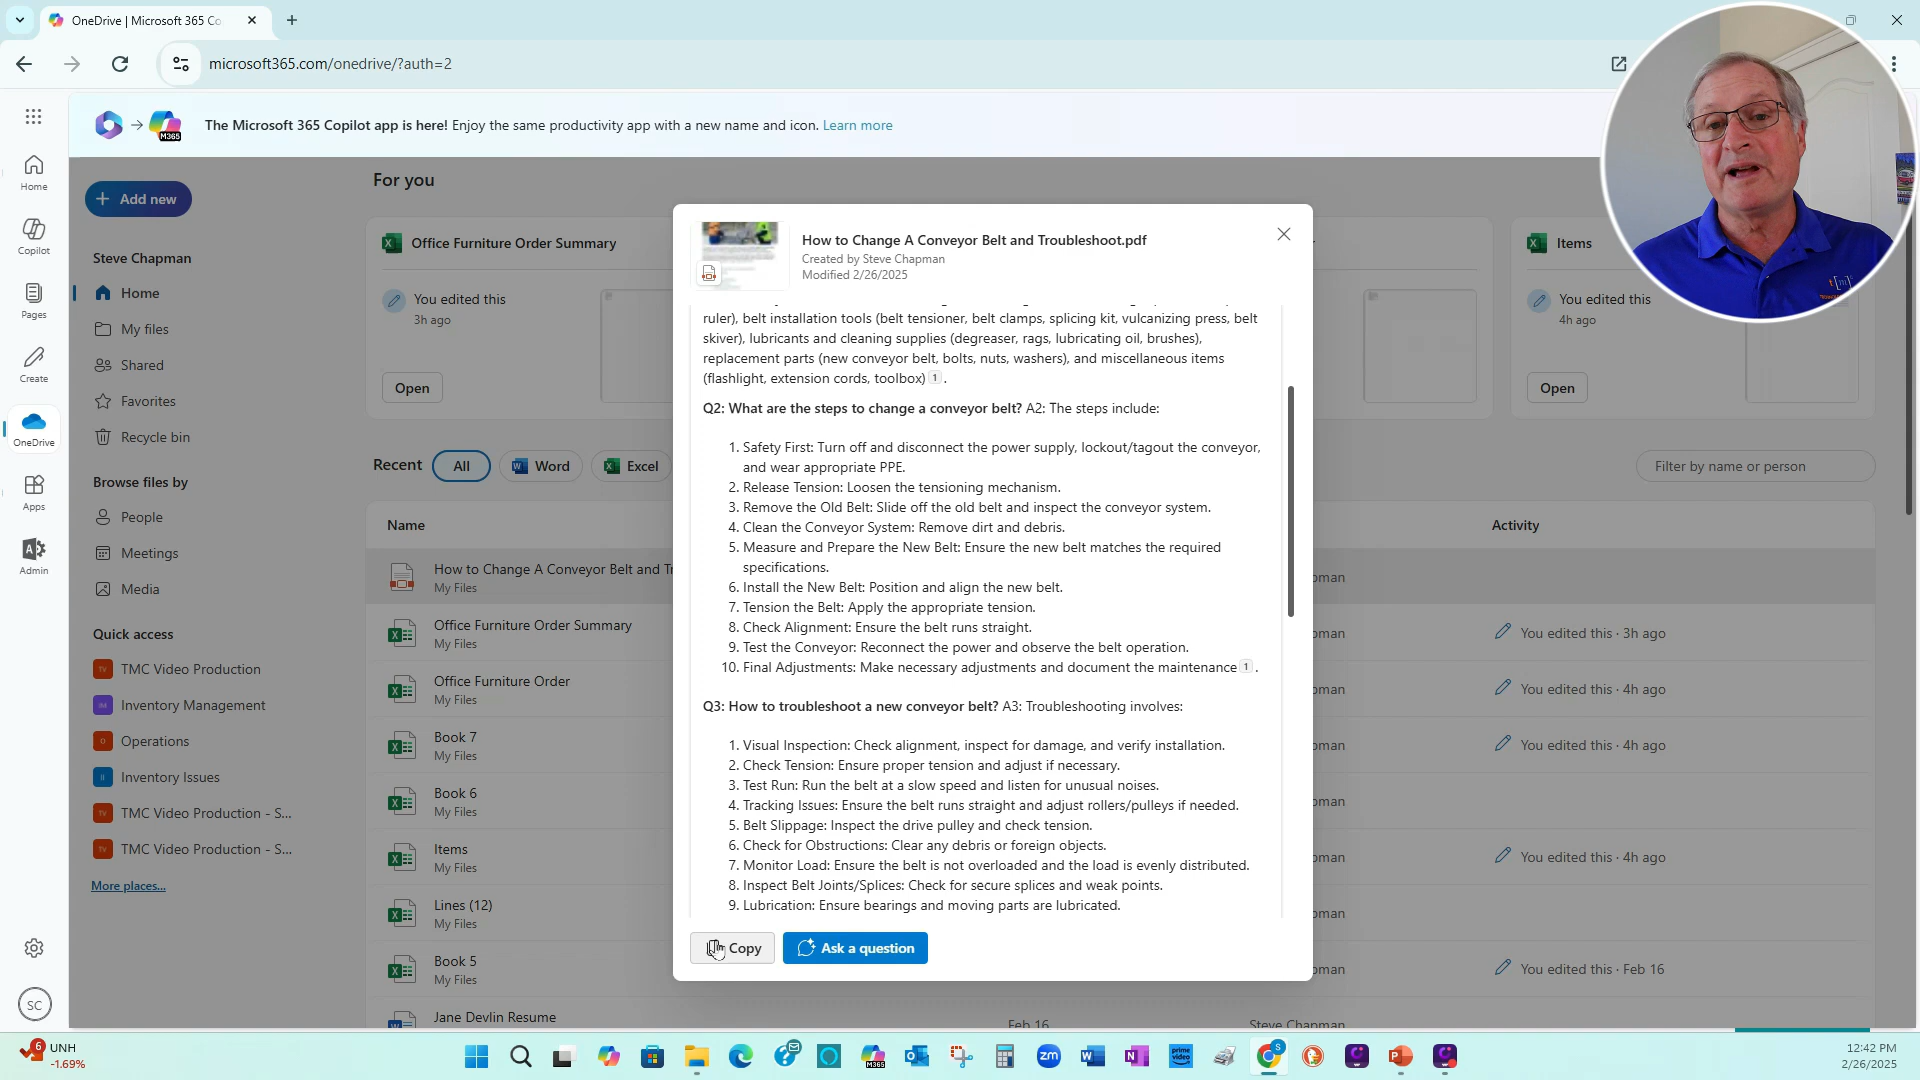 OneDrive | Microsoft 365 Co
microsoft365.com/onedrive/?auth=2
M365
The Microsoft 365 Copilot app is here! Enjoy the same productivity app with a new name and icon. Learn more
Home
Copilot
Pages
Create
OneDrive
Apps
Admin
SC
Add new
Steve Chapman
Home
My files
Shared
Favorites
Recycle bin
Browse files by
People
Meetings
Media
Quick access
TMC Video Production
Inventory Management
Operations
Inventory Issues
TMC Video Production - S...
TMC Video Production - S...
More places...
For you
Office Furniture Order Summary
You edited this
3h ago
Open
Items
You edited this
4h ago
Open
Recent
All
Word
Excel
Filter by name or person
Name
Activity
How to Change A Conveyor Belt and Tr
My Files
Office Furniture Order Summary
My Files
You edited this · 3h ago
Office Furniture Order
My Files
You edited this · 4h ago
Book 7
My Files
You edited this · 4h ago
Book 6
My Files
Items
My Files
You edited this · 4h ago
Lines (12)
My Files
Book 5
My Files
You edited this · Feb 16
Jane Devlin Resume
Feb 16
Steve Chapman
How to Change A Conveyor Belt and Troubleshoot.pdf
Created by Steve Chapman
Modified 2/26/2025
ruler), belt installation tools (belt tensioner, belt clamps, splicing kit, vulcanizing press, belt
skiver), lubricants and cleaning supplies (degreaser, rags, lubricating oil, brushes),
replacement parts (new conveyor belt, bolts, nuts, washers), and miscellaneous items
(flashlight, extension cords, toolbox) 1 .
Q2: What are the steps to change a conveyor belt? A2: The steps include:
1. Safety First: Turn off and disconnect the power supply, lockout/tagout the conveyor,
and wear appropriate PPE.
2. Release Tension: Loosen the tensioning mechanism.
3. Remove the Old Belt: Slide off the old belt and inspect the conveyor system.
4. Clean the Conveyor System: Remove dirt and debris.
5. Measure and Prepare the New Belt: Ensure the new belt matches the required
specifications.
6. Install the New Belt: Position and align the new belt.
7. Tension the Belt: Apply the appropriate tension.
8. Check Alignment: Ensure the belt runs straight.
9. Test the Conveyor: Reconnect the power and observe the belt operation.
10. Final Adjustments: Make necessary adjustments and document the maintenance 1 .
Q3: How to troubleshoot a new conveyor belt? A3: Troubleshooting involves:
1. Visual Inspection: Check alignment, inspect for damage, and verify installation.
2. Check Tension: Ensure proper tension and adjust if necessary.
3. Test Run: Run the belt at a slow speed and listen for unusual noises.
4. Tracking Issues: Ensure the belt runs straight and adjust rollers/pulleys if needed.
5. Belt Slippage: Inspect the drive pulley and check tension.
6. Check for Obstructions: Clear any debris or foreign objects.
7. Monitor Load: Ensure the belt is not overloaded and the load is evenly distributed.
8. Inspect Belt Joints/Splices: Check for secure splices and weak points.
9. Lubrication: Ensure bearings and moving parts are lubricated.
Copy
Ask a question
6
UNH
-1.69%
12:42 PM
2/26/2025